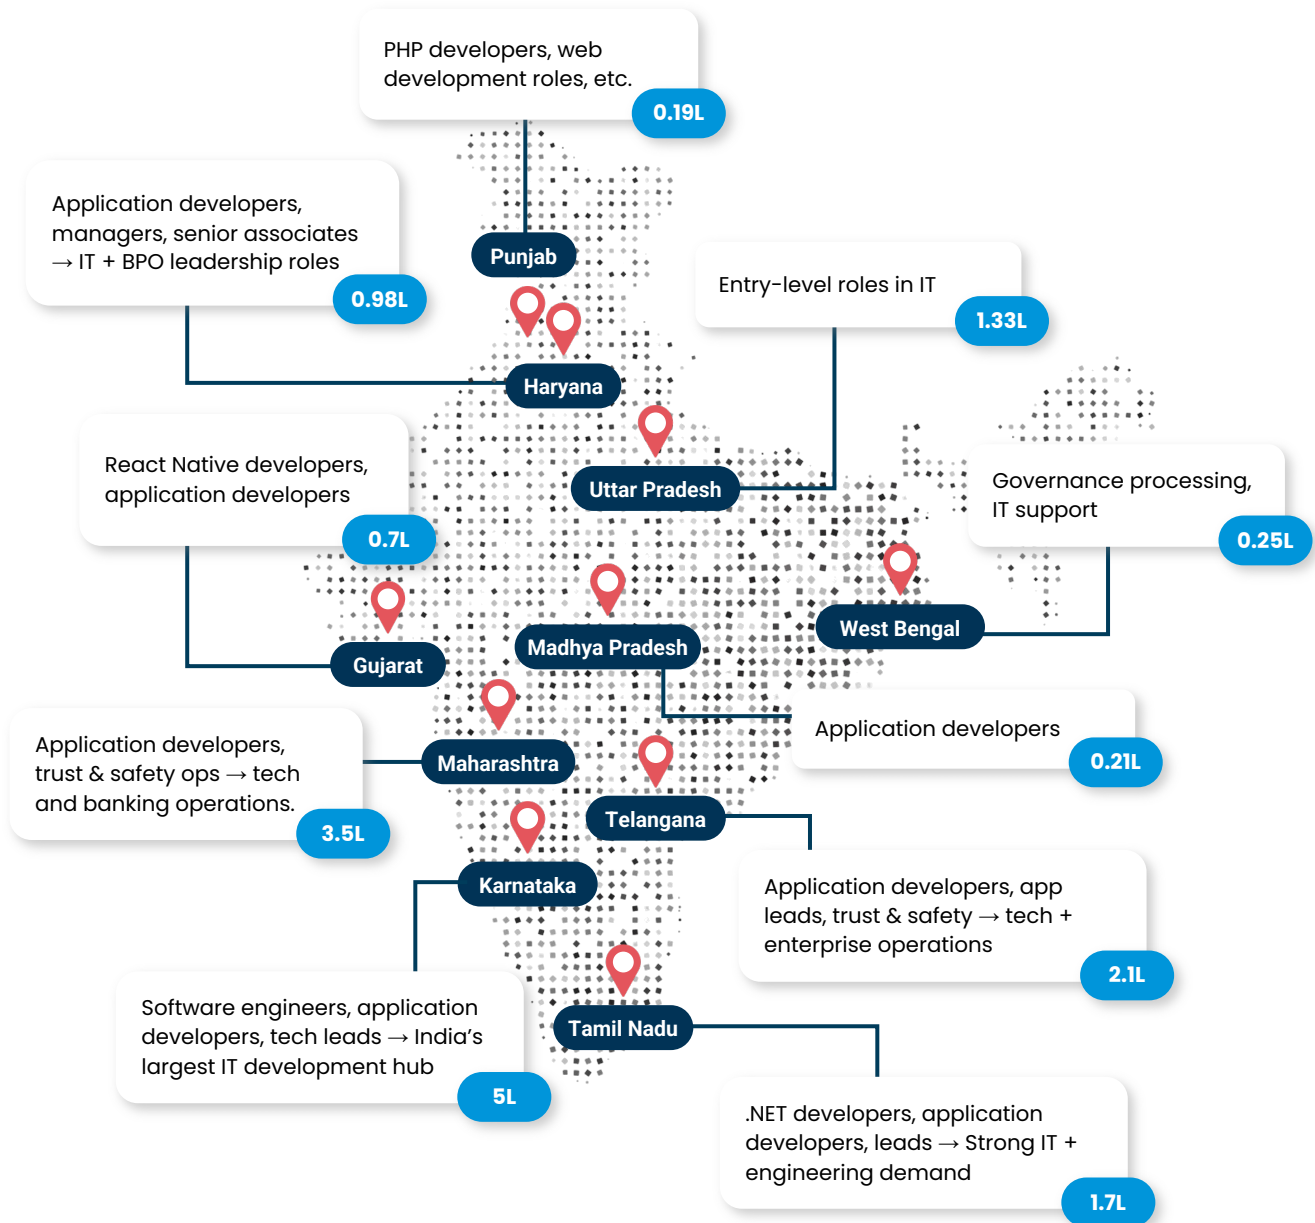 PHP developers, web
development roles, etc.
0.19L
Punjab
Application developers,
managers, senior associates
→ IT + BPO leadership roles
0.98L
Haryana
Entry-level roles in IT
1.33L
Uttar Pradesh
React Native developers,
application developers
0.7L
Gujarat
Governance processing,
IT support
0.25L
West Bengal
Madhya Pradesh
Application developers
0.21L
Application developers,
trust & safety ops → tech
and banking operations.
3.5L
Maharashtra
Telangana
Application developers, app
leads, trust & safety → tech +
enterprise operations
2.1L
Karnataka
Software engineers, application
developers, tech leads → India's
largest IT development hub
5L
Tamil Nadu
.NET developers, application
developers, leads → Strong IT +
engineering demand
1.7L